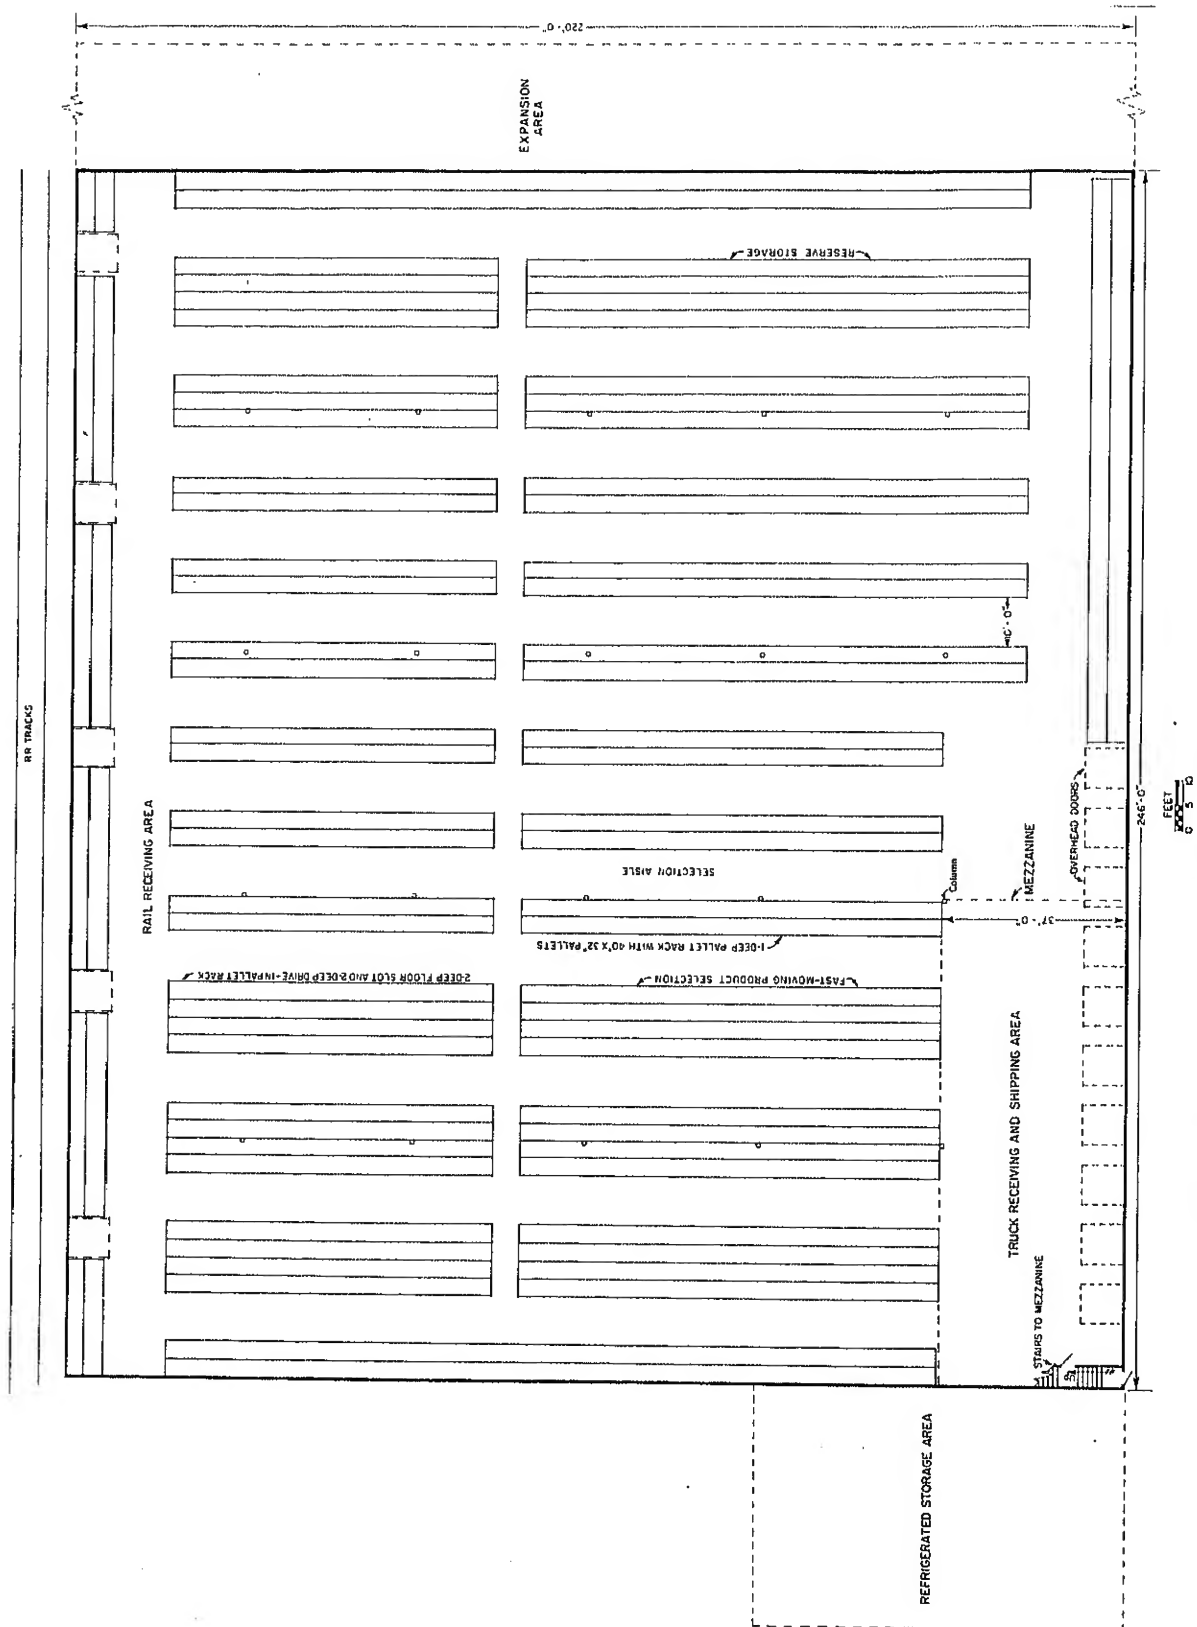 220'-0"
EXPANSION
AREA
RESERVE STORAGE
RR TRACKS
10'-0"
RAIL RECEIVING AREA
SELECTION AISLE
OVERHEAD DOORS
246'-0"
FEET
0 5 10
Column
MEZZANINE
37'-0"
1-DEEP PALLET RACK WITH 40"X 32" PALLETS
2-DEEP FLOOR SLOT AND 2-DEEP DRIVE-IN PALLET RACK
FAST-MOVING PRODUCT SELECTION
TRUCK RECEIVING AND SHIPPING AREA
STAIRS TO MEZZANINE
REFRIGERATED STORAGE AREA